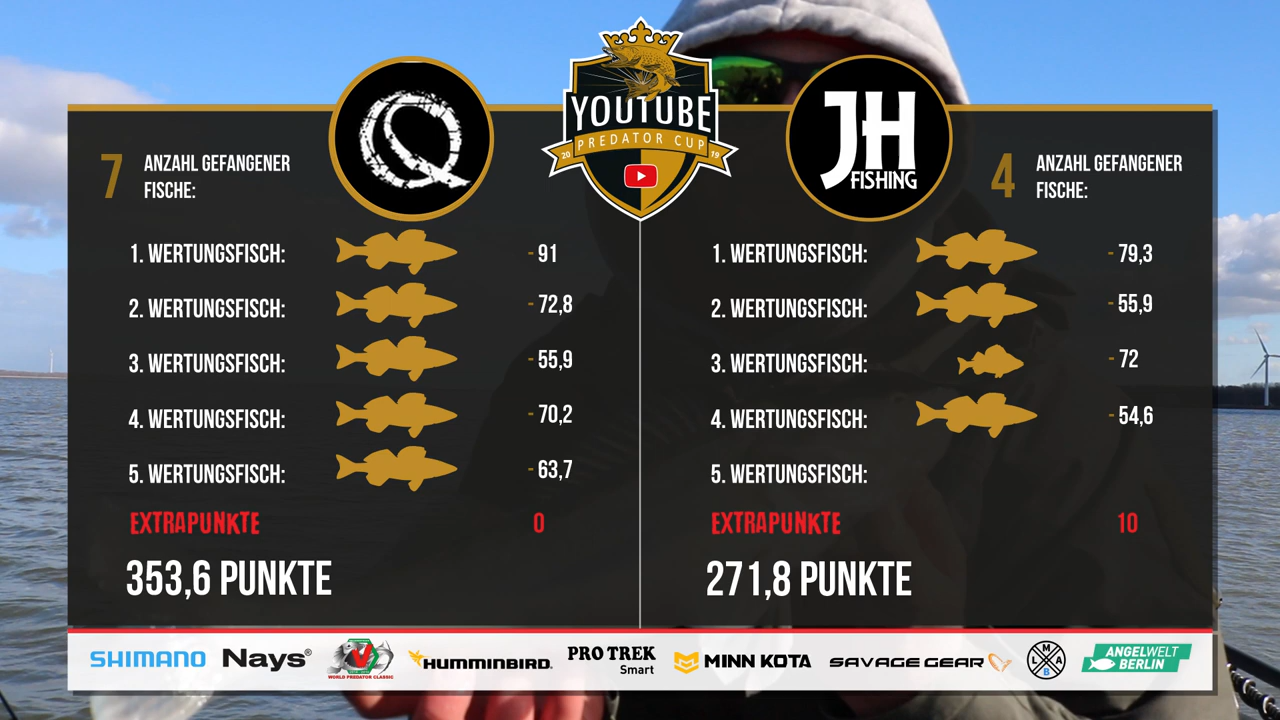 YOUTUBE
PREDATOR CUP
20 19
Q
JH
FISHING
7 ANZAHL GEFANGENER
FISCHE:
1. WERTUNGSFISCH: - 91
2. WERTUNGSFISCH: - 72,8
3. WERTUNGSFISCH: - 55,9
4. WERTUNGSFISCH: - 70,2
5. WERTUNGSFISCH: - 63,7
EXTRAPUNKTE 0
353,6 PUNKTE
4 ANZAHL GEFANGENER
FISCHE:
1. WERTUNGSFISCH: - 79,3
2. WERTUNGSFISCH: - 55,9
3. WERTUNGSFISCH: - 72
4. WERTUNGSFISCH: - 54,6
5. WERTUNGSFISCH:
EXTRAPUNKTE 10
271,8 PUNKTE
SHIMANO
Nays®
WORLD PREDATOR CLASSIC
HUMMINBIRD.
PRO TREK
Smart
MINN KOTA
SAVAGE GEAR
M
L A
B
ANGELWELT
BERLIN